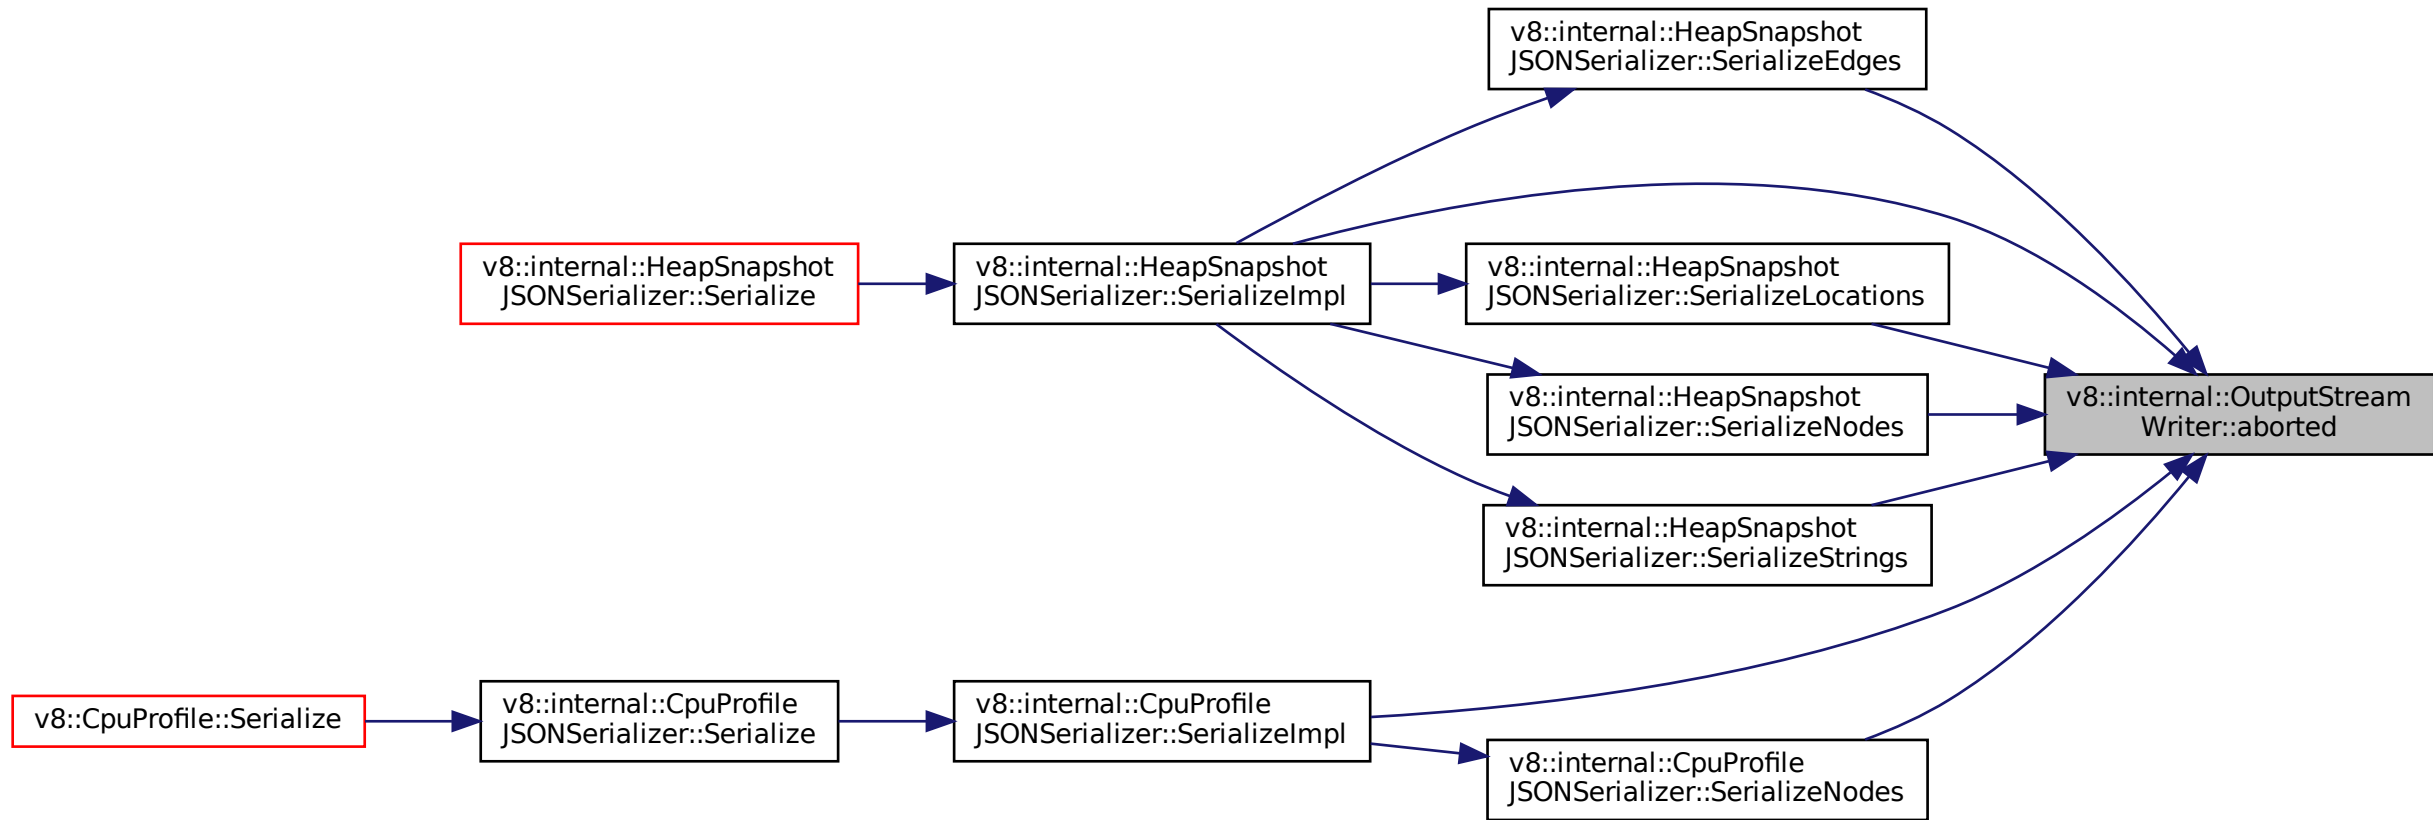 v8::internal::HeapSnapshot
JSONSerializer::SerializeEdges
v8::internal::HeapSnapshot
JSONSerializer::Serialize
v8::internal::HeapSnapshot
JSONSerializer::SerializeImpl
v8::internal::HeapSnapshot
JSONSerializer::SerializeLocations
v8::internal::HeapSnapshot
JSONSerializer::SerializeNodes
v8::internal::OutputStream
Writer::aborted
v8::internal::HeapSnapshot
JSONSerializer::SerializeStrings
v8::CpuProfile::Serialize
v8::internal::CpuProfile
JSONSerializer::Serialize
v8::internal::CpuProfile
JSONSerializer::SerializeImpl
v8::internal::CpuProfile
JSONSerializer::SerializeNodes